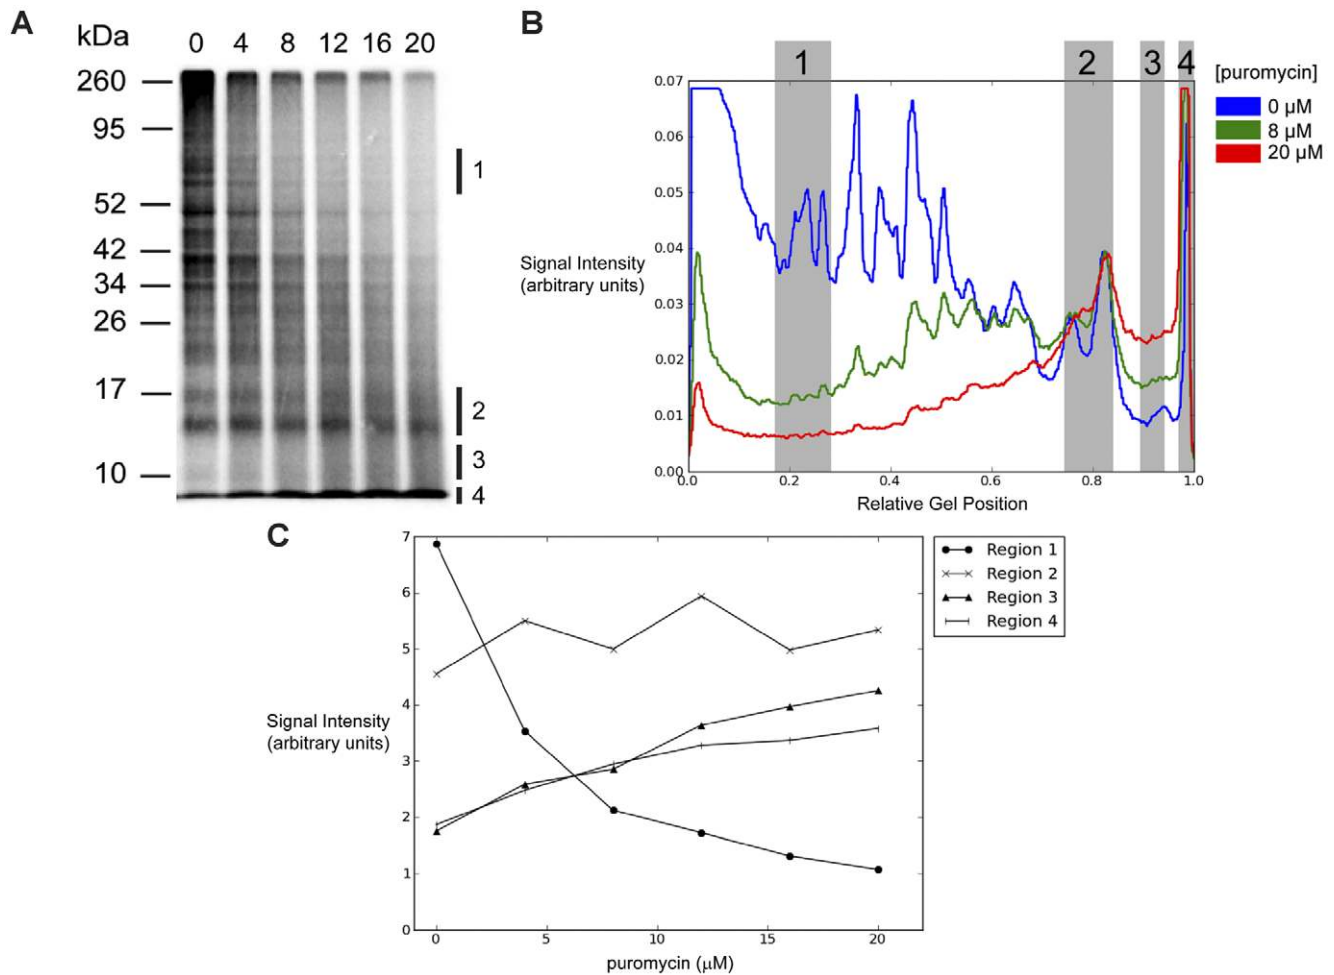 A
kDa
0 4 8 12 16 20
260
95
52
42
34
26
17
10
1
2
3
4
B
1 2 3 4
0.07
0.06
0.05
0.04
0.03
0.02
0.01
0.00
Signal Intensity
(arbitrary units)
0.0 0.2 0.4 0.6 0.8 1.0
Relative Gel Position
[puromycin]
0 μM
8 μM
20 μM
C
7
6
5
4
3
2
1
0
Signal Intensity
(arbitrary units)
0 5 10 15 20
puromycin (μM)
Region 1
Region 2
Region 3
Region 4